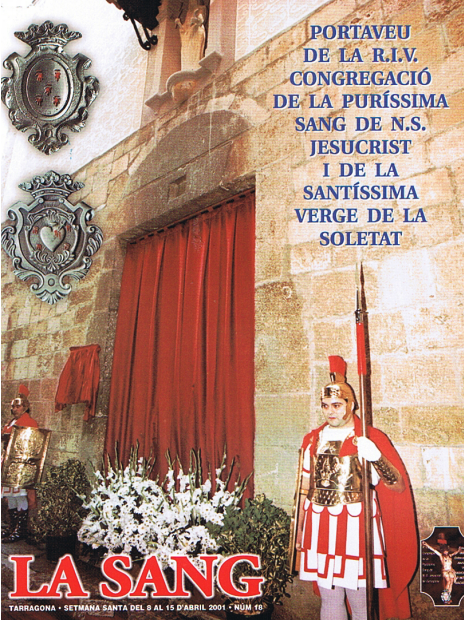 PORTAVEU
DE LA R.I.V.
CONGREGACIÓ
DE LA PURÍSSIMA
SANG DE N.S.
JESUCRIST
I DE LA
SANTÍSSIMA
VERGE DE LA
SOLETAT
LA SANG
TARRAGONA • SETMANA SANTA DEL 8 AL 15 D'ABRIL 2001 • NÚM 18